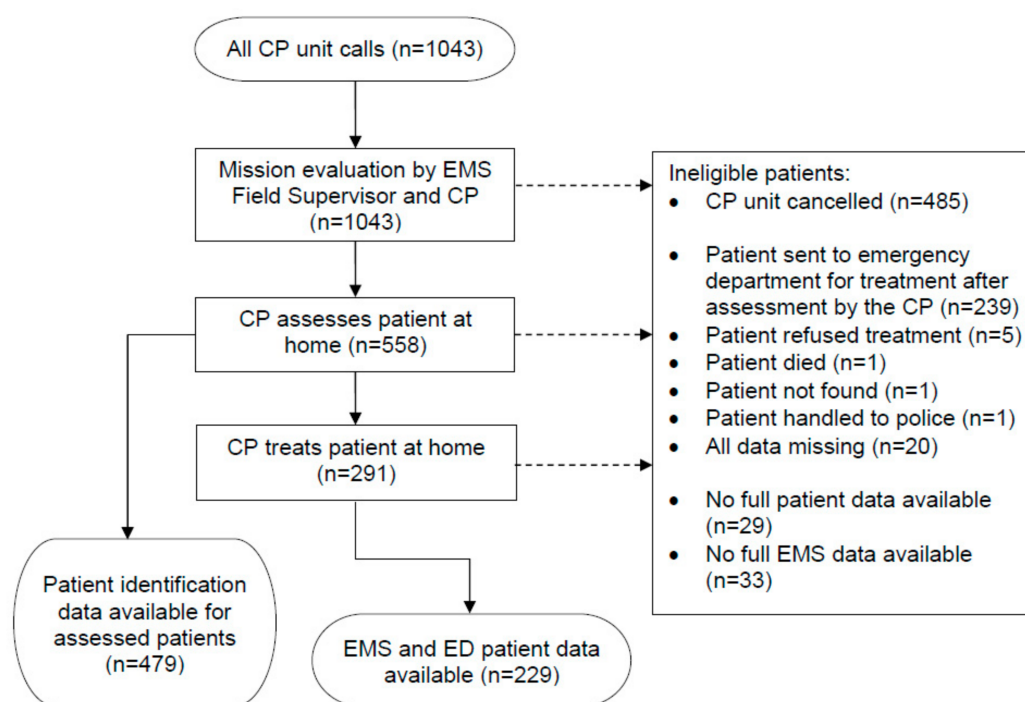 All CP unit calls (n=1043)
Mission evaluation by EMS
Field Supervisor and CP
(n=1043)
CP assesses patient at
home (n=558)
CP treats patient at home
(n=291)
Patient identification
data available for
assessed patients
(n=479)
EMS and ED patient data
available (n=229)
Ineligible patients:
• CP unit cancelled (n=485)
• Patient sent to emergency
department for treatment after
assessment by the CP (n=239)
• Patient refused treatment (n=5)
• Patient died (n=1)
• Patient not found (n=1)
• Patient handled to police (n=1)
• All data missing (n=20)
• No full patient data available
(n=29)
• No full EMS data available
(n=33)